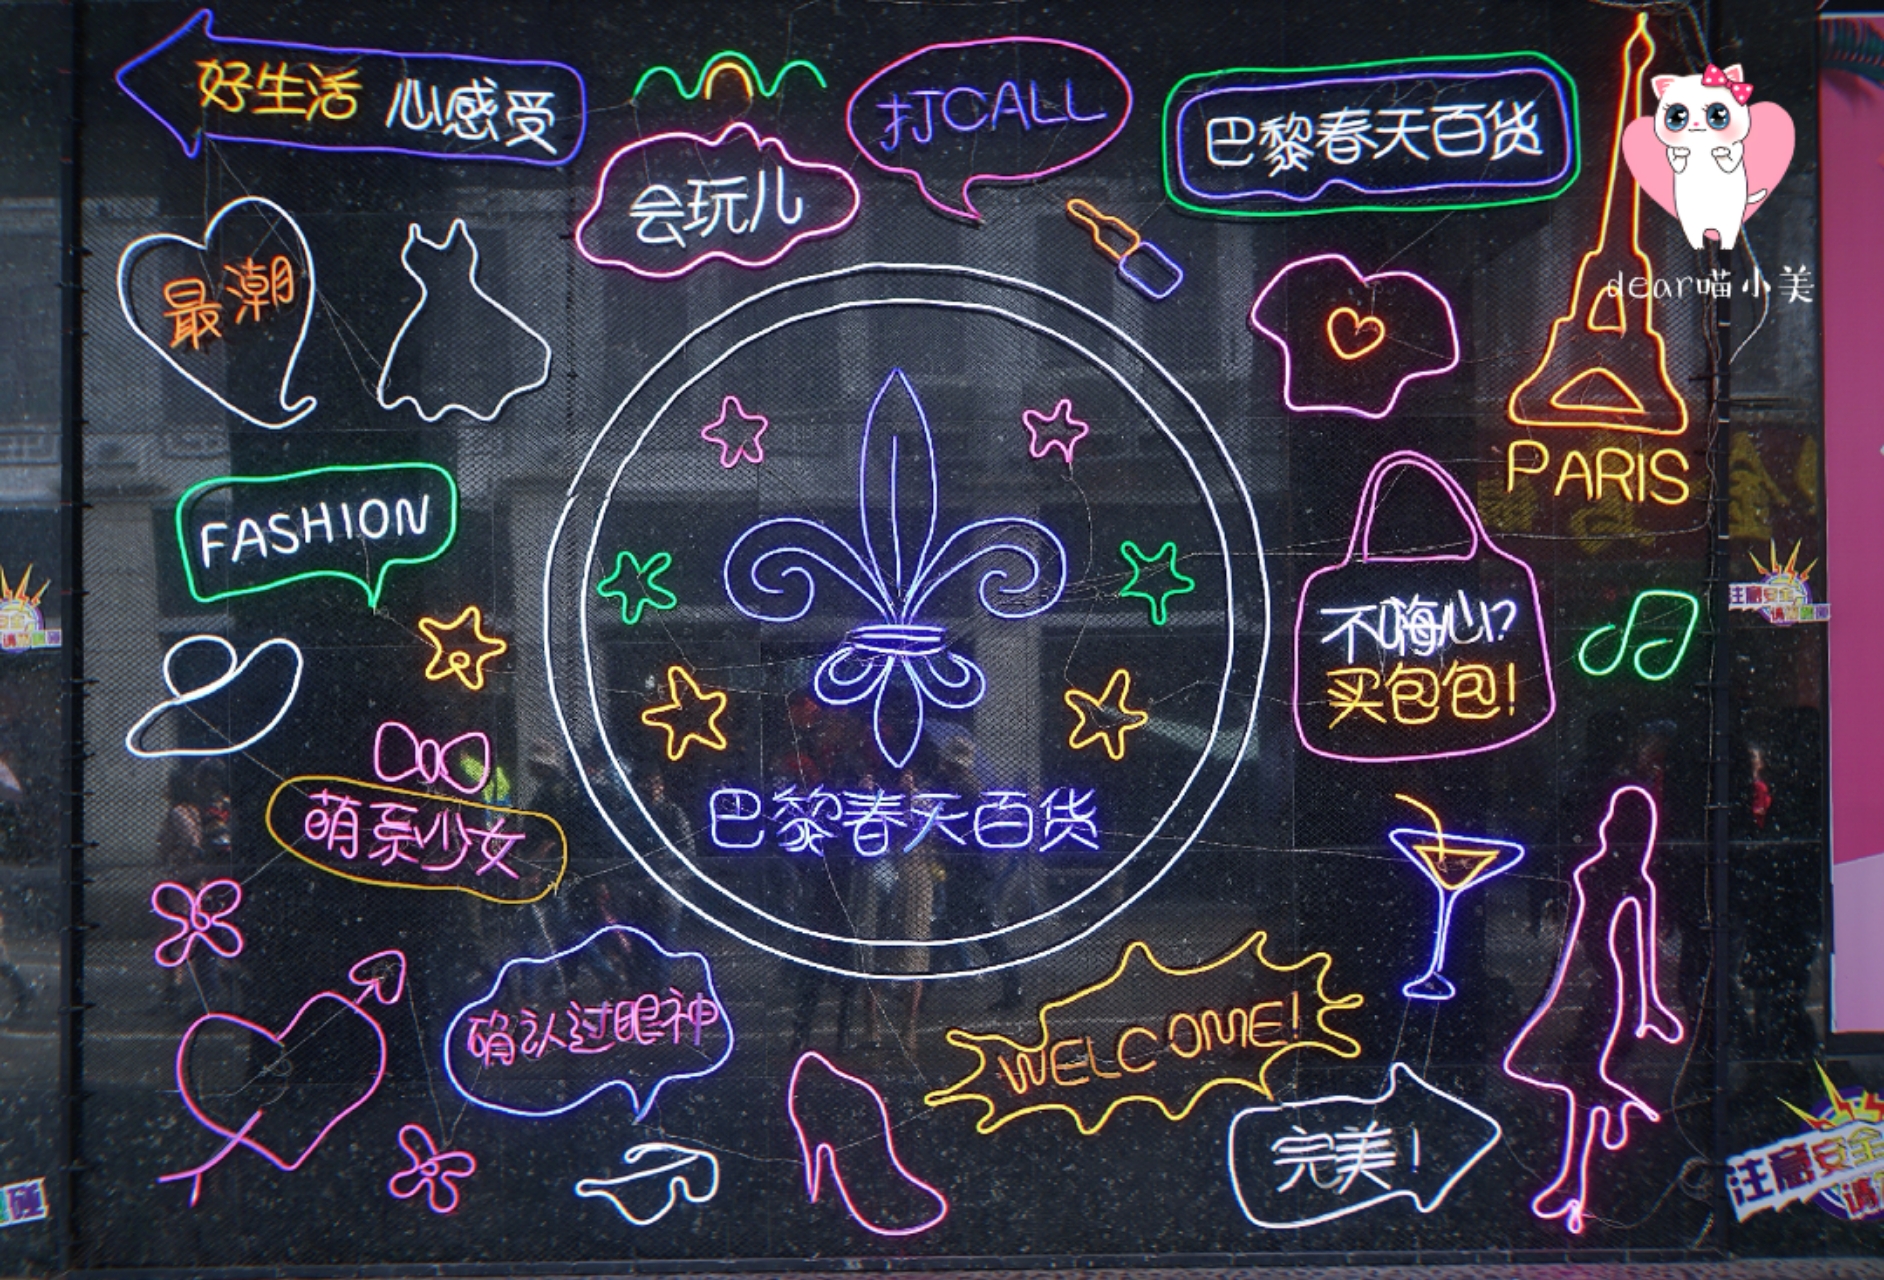 好生活 心感受
打CALL
巴黎春天百货
会玩儿
最潮
dear喵小美
PARIS
FASHION
不嗨心?
买包包!
注意安全
巴黎春天百货
萌系少女
确认过眼神
WELCOME!
完美!
注意安全